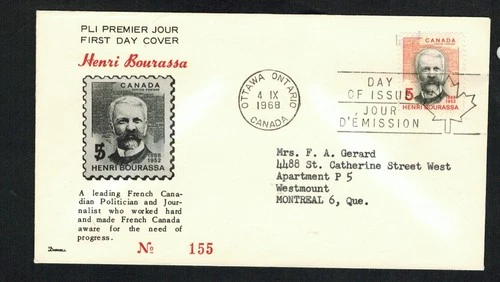 PLI PREMIER JOUR
FIRST DAY COVER
Henri Bourassa
CANADA
5
1868
1952
HENRI BOURASSA
A leading French Cana-
dian Politician and Jour-
nalist who worked hard
and made French Canada
aware for the need of
progress.
No 155
OTTAWA ONTARIO
4 IX
1968
CANADA
DAY
OF ISSUE
JOUR
D'ÉMISSION
CANADA
5
1952
HENRI BOURASSA
Mrs. F. A. Gerard
4488 St. Catherine Street West
Apartment P 5
Westmount
MONTREAL 6, Que.